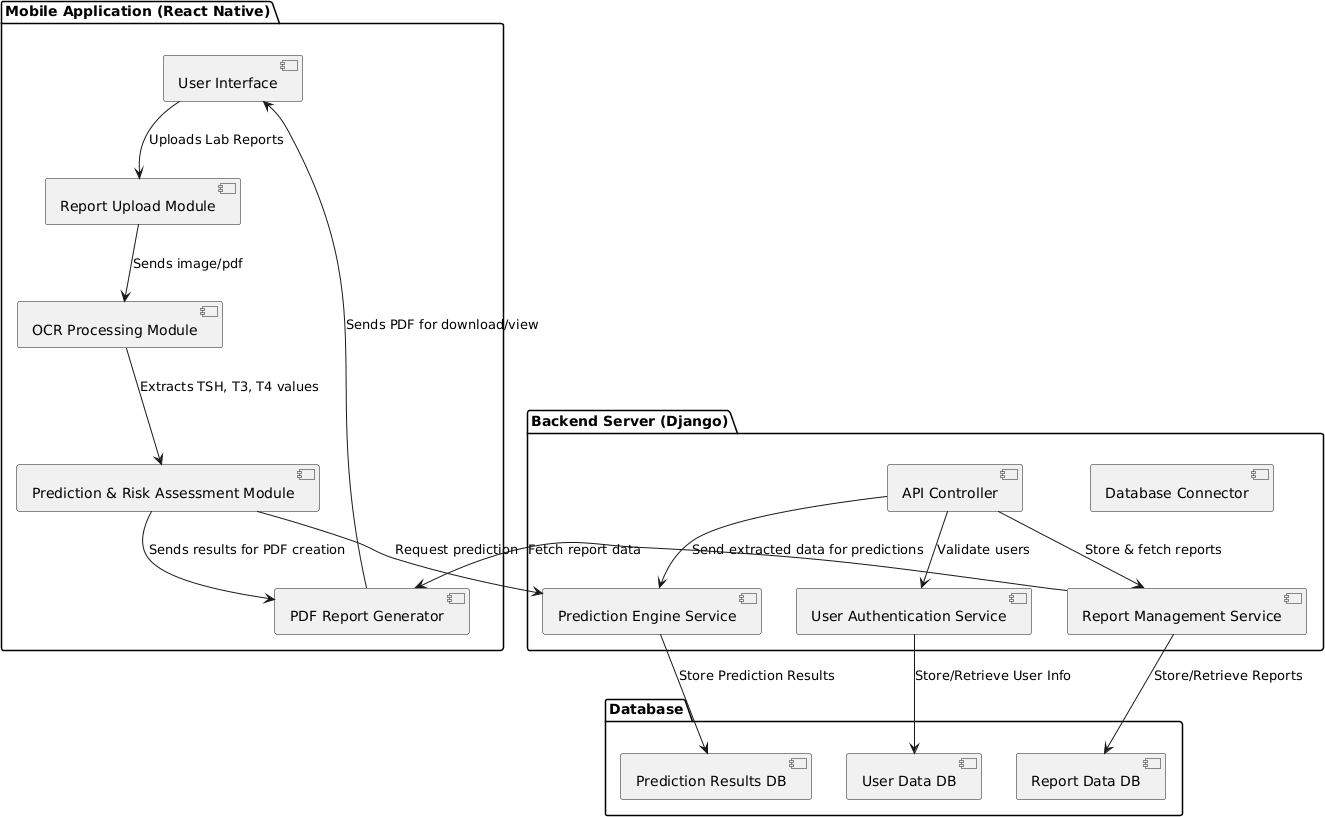 Mobile Application (React Native)
User Interface
Uploads Lab Reports
Report Upload Module
Sends image/pdf
OCR Processing Module
Sends PDF for download/view
Extracts TSH, T3, T4 values
Prediction & Risk Assessment Module
Sends results for PDF creation
Request prediction
PDF Report Generator
Backend Server (Django)
API Controller
Database Connector
Fetch report data
Send extracted data for predictions
Validate users
Store & fetch reports
Prediction Engine Service
User Authentication Service
Report Management Service
Store Prediction Results
Store/Retrieve User Info
Store/Retrieve Reports
Database
Prediction Results DB
User Data DB
Report Data DB